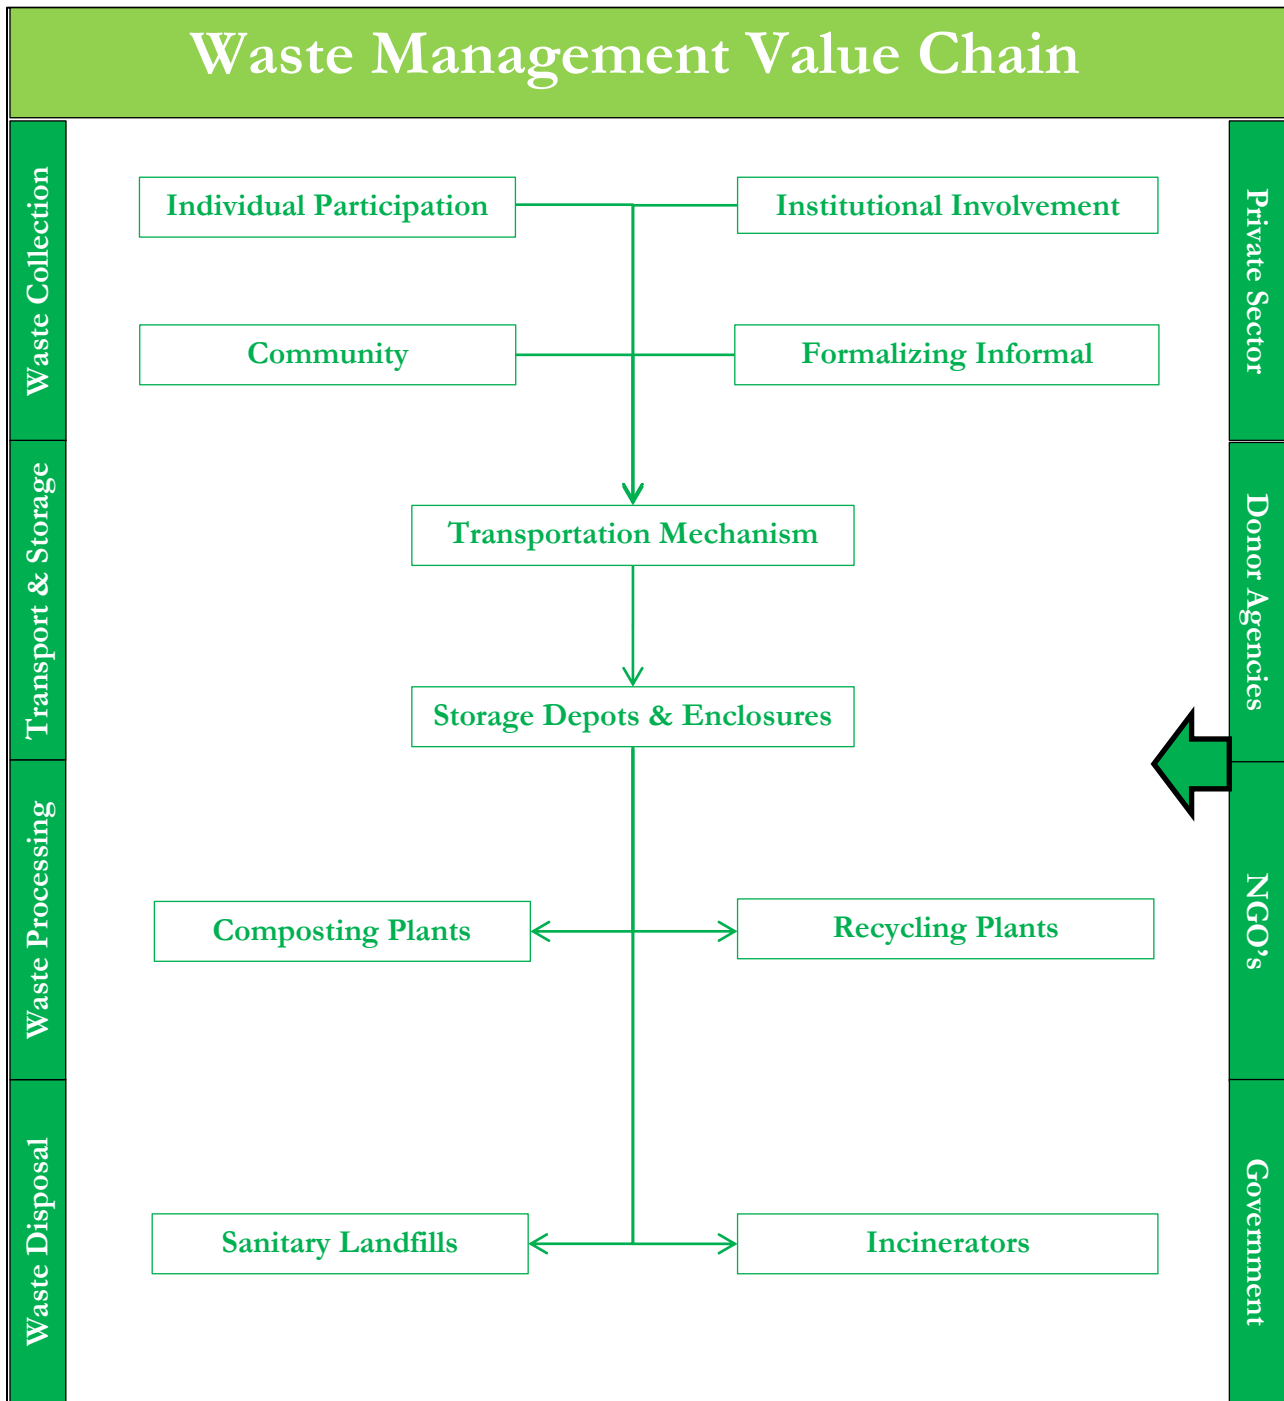 Waste Management Value Chain
Waste Collection
Individual Participation
Institutional Involvement
Private Sector
Community
Formalizing Informal
Transport & Storage
Transportation Mechanism
Donor Agencies
Storage Depots & Enclosures
Waste Processing
Composting Plants
Recycling Plants
NGO’s
Waste Disposal
Sanitary Landfills
Incinerators
Government